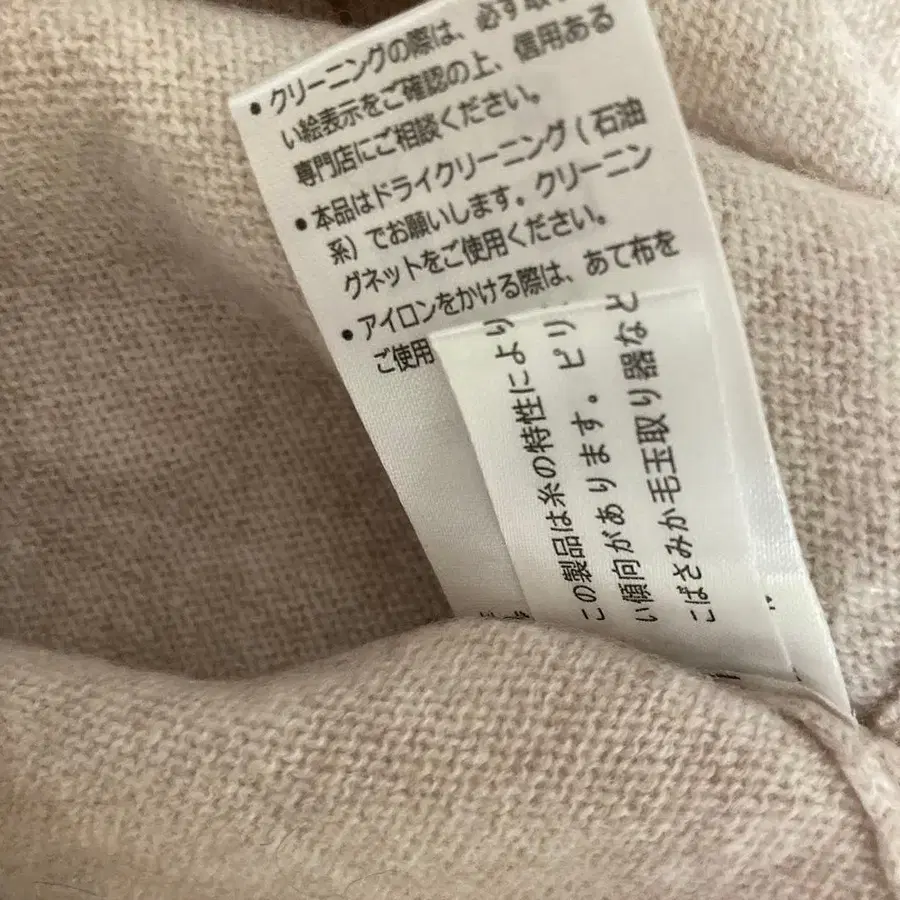 • クリーニングの際は、必ず取
い絵表示をご確認の上、信用ある
専門店にご相談ください。
• 本品はドライクリーニング(石油
系)でお願いします。クリーニン
グネットをご使用ください。
• アイロンをかける際は、あて布を
ご使用
この製品は糸の特性により
い傾向があります。ピリ
こばさみか毛玉取り器など